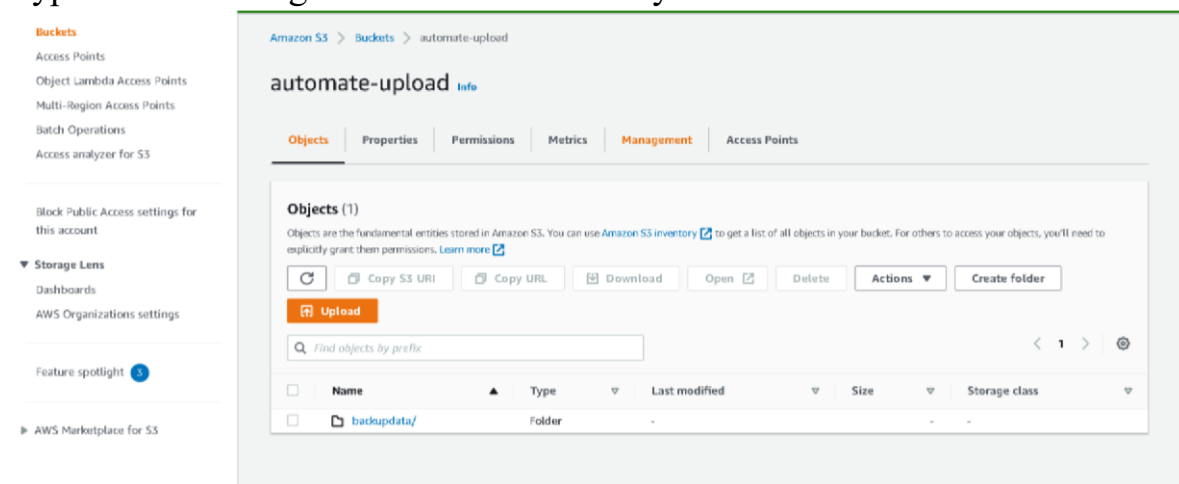 Buckets
Access Points
Object Lambda Access Points
Multi-Region Access Points
Batch Operations
Access analyzer for S3
Block Public Access settings for
this account
Storage Lens
Dashboards
AWS Organizations settings
Feature spotlight 3
AWS Marketplace for S3
Amazon S3 > Buckets > automate-upload
automate-upload Info
Objects Properties Permissions Metrics Management Access Points
Objects (1)
Objects are the fundamental entities stored in Amazon S3. You can use Amazon S3 inventory to get a list of all objects in your bucket. For others to access your objects, you'll need to
explicitly grant them permissions. Learn more
Copy S3 URI Copy URL Download Open Delete Actions Create folder
Upload
Find objects by prefix
1
Name Type Last modified Size Storage class
backupdata/ Folder - - -